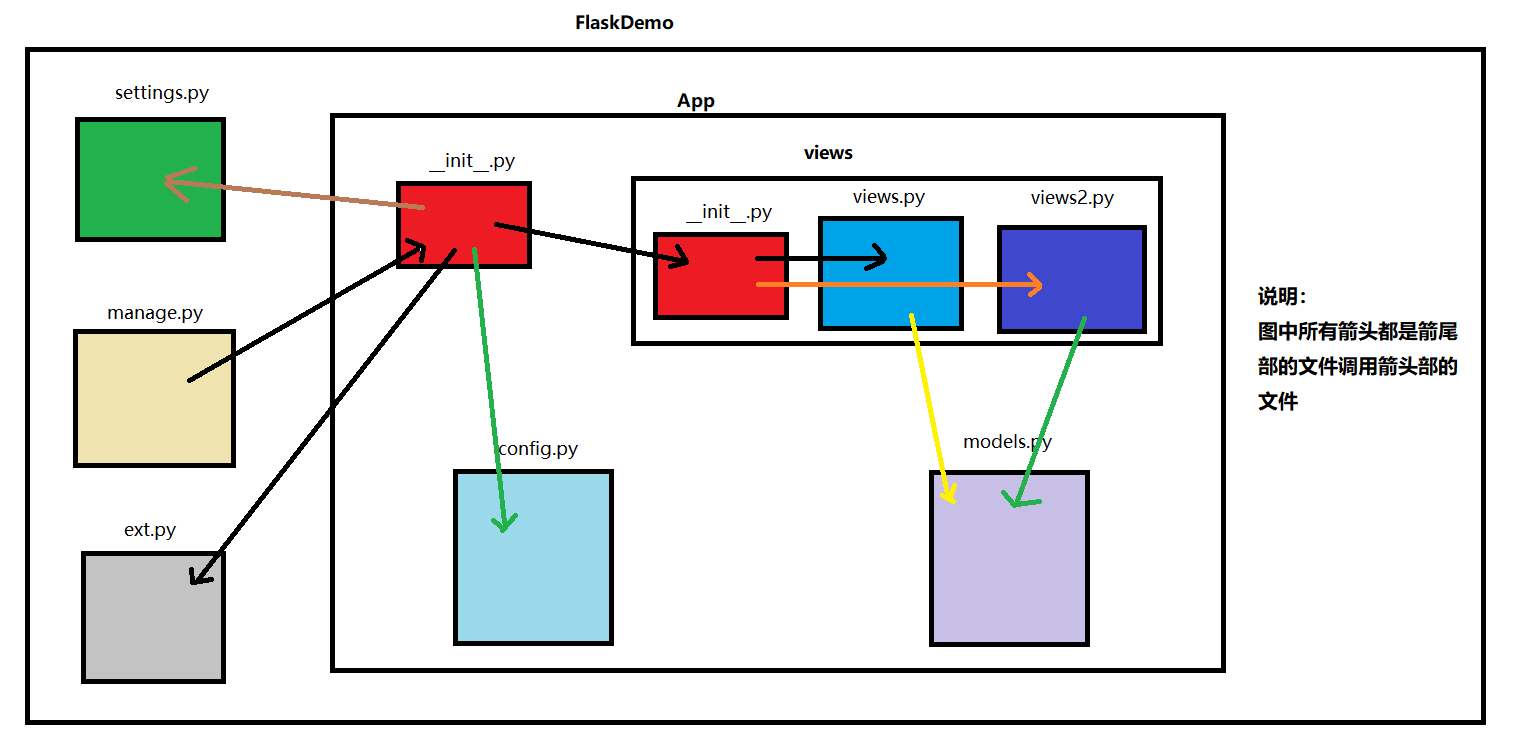 FlaskDemo
settings.py
App
__init__.py
views
__init__.py
views.py
views2.py
manage.py
说明：
图中所有箭头都是箭尾
部的文件调用箭头部的
文件
config.py
models.py
ext.py